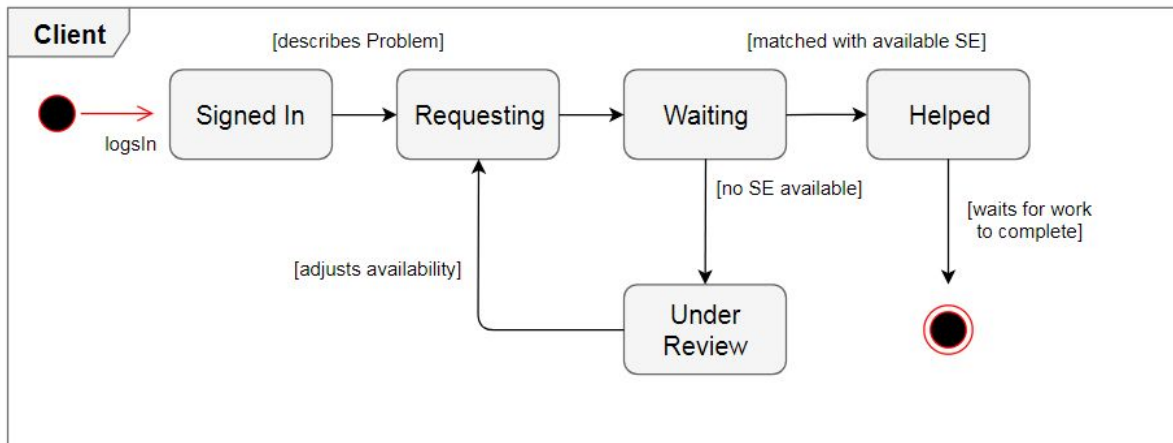 Client
[describes Problem]
[matched with available SE]
Signed In
Requesting
Waiting
Helped
logsIn
[no SE available]
[waits for work
to complete]
[adjusts availability]
Under
Review